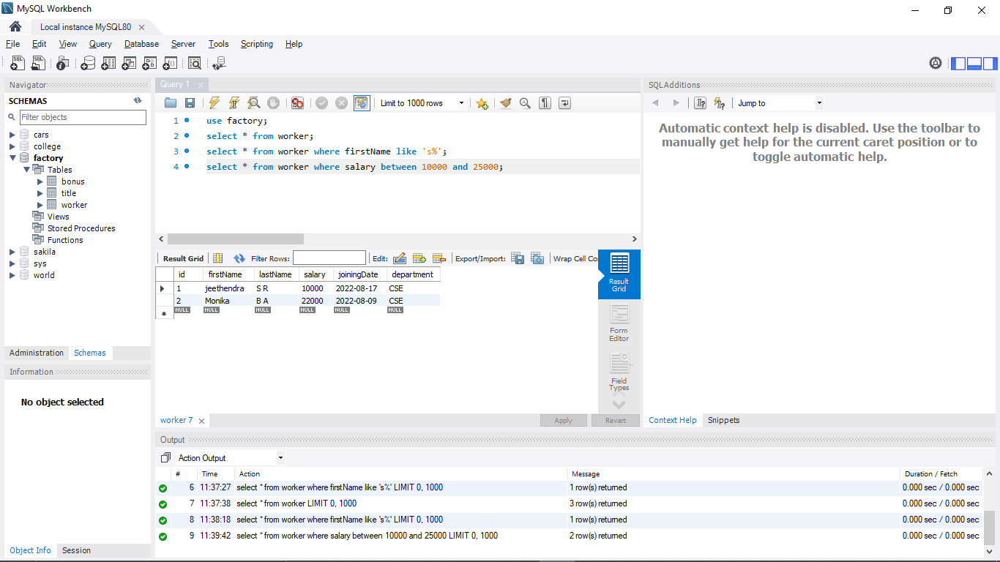 MySQL Workbench
Local instance MySQL80
File Edit View Query Database Server Tools Scripting Help
Navigator
SCHEMAS
Filter objects
cars
college
factory
Tables
bonus
title
worker
Views
Stored Procedures
Functions
sakila
sys
world
Administration Schemas
Information
No object selected
Object Info Session
Query 1
Limit to 1000 rows
1 use factory;
2 select * from worker;
3 select * from worker where firstName like 's%';
4 select * from worker where salary between 10000 and 25000;
Result Grid Filter Rows: Edit: Export/Import: Wrap Cell Co
id firstName lastName salary joiningDate department
1 jeethendra S R 10000 2022-08-17 CSE
2 Monika B A 22000 2022-08-09 CSE
NULL NULL NULL NULL NULL NULL
Result
Grid
Form
Editor
Field
Types
worker 7 Apply Revert
SQLAdditions
Jump to
Automatic context help is disabled. Use the toolbar to
manually get help for the current caret position or to
toggle automatic help.
Context Help Snippets
Output
Action Output
# Time Action Message Duration / Fetch
6 11:37:27 select * from worker where firstName like 's%' LIMIT 0, 1000 1 row(s) returned 0.000 sec / 0.000 sec
7 11:37:38 select * from worker LIMIT 0, 1000 3 row(s) returned 0.000 sec / 0.000 sec
8 11:38:18 select * from worker where firstName like 's%' LIMIT 0, 1000 1 row(s) returned 0.000 sec / 0.000 sec
9 11:39:42 select * from worker where salary between 10000 and 25000 LIMIT 0, 1000 2 row(s) returned 0.000 sec / 0.000 sec